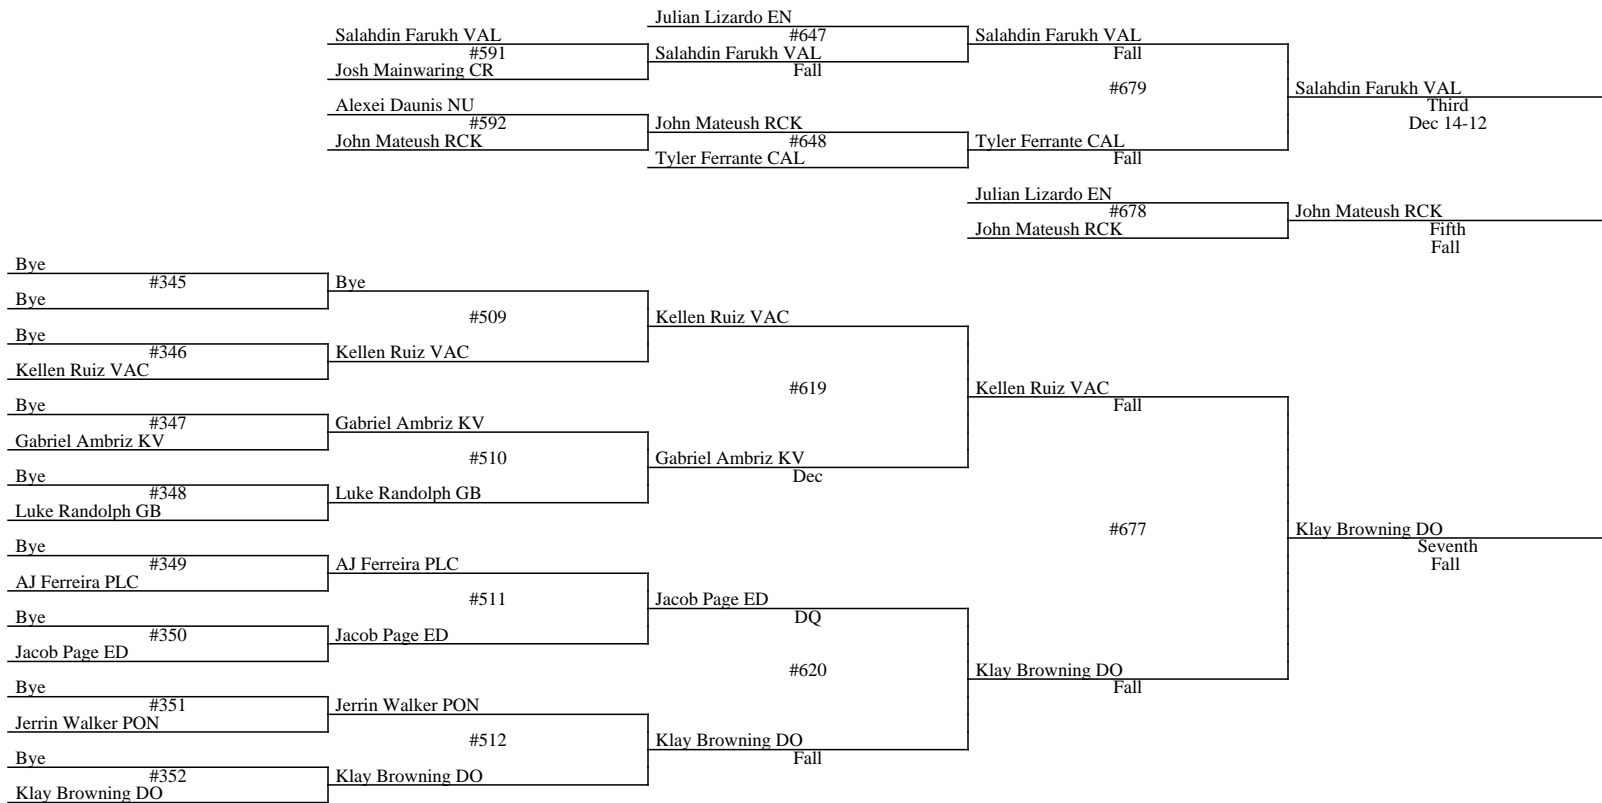 Julian Lizardo EN
Salahdin Farukh VAL
#647
Salahdin Farukh VAL
#591
Salahdin Farukh VAL
Fall
Josh Mainwaring CR
Fall
#679
Salahdin Farukh VAL
Alexei Daunis NU
Third
#592
John Mateush RCK
Dec 14-12
John Mateush RCK
#648
Tyler Ferrante CAL
Tyler Ferrante CAL
Fall
Julian Lizardo EN
#678
John Mateush RCK
John Mateush RCK
Fifth
Fall
Bye
#345
Bye
Bye
#509
Kellen Ruiz VAC
Bye
#346
Kellen Ruiz VAC
Kellen Ruiz VAC
#619
Kellen Ruiz VAC
Bye
Fall
#347
Gabriel Ambriz KV
Gabriel Ambriz KV
#510
Gabriel Ambriz KV
Bye
Dec
#348
Luke Randolph GB
Luke Randolph GB
#677
Klay Browning DO
Bye
Seventh
#349
AJ Ferreira PLC
Fall
AJ Ferreira PLC
#511
Jacob Page ED
Bye
DQ
#350
Jacob Page ED
Jacob Page ED
#620
Klay Browning DO
Bye
Fall
#351
Jerrin Walker PON
Jerrin Walker PON
#512
Klay Browning DO
Bye
Fall
#352
Klay Browning DO
Klay Browning DO